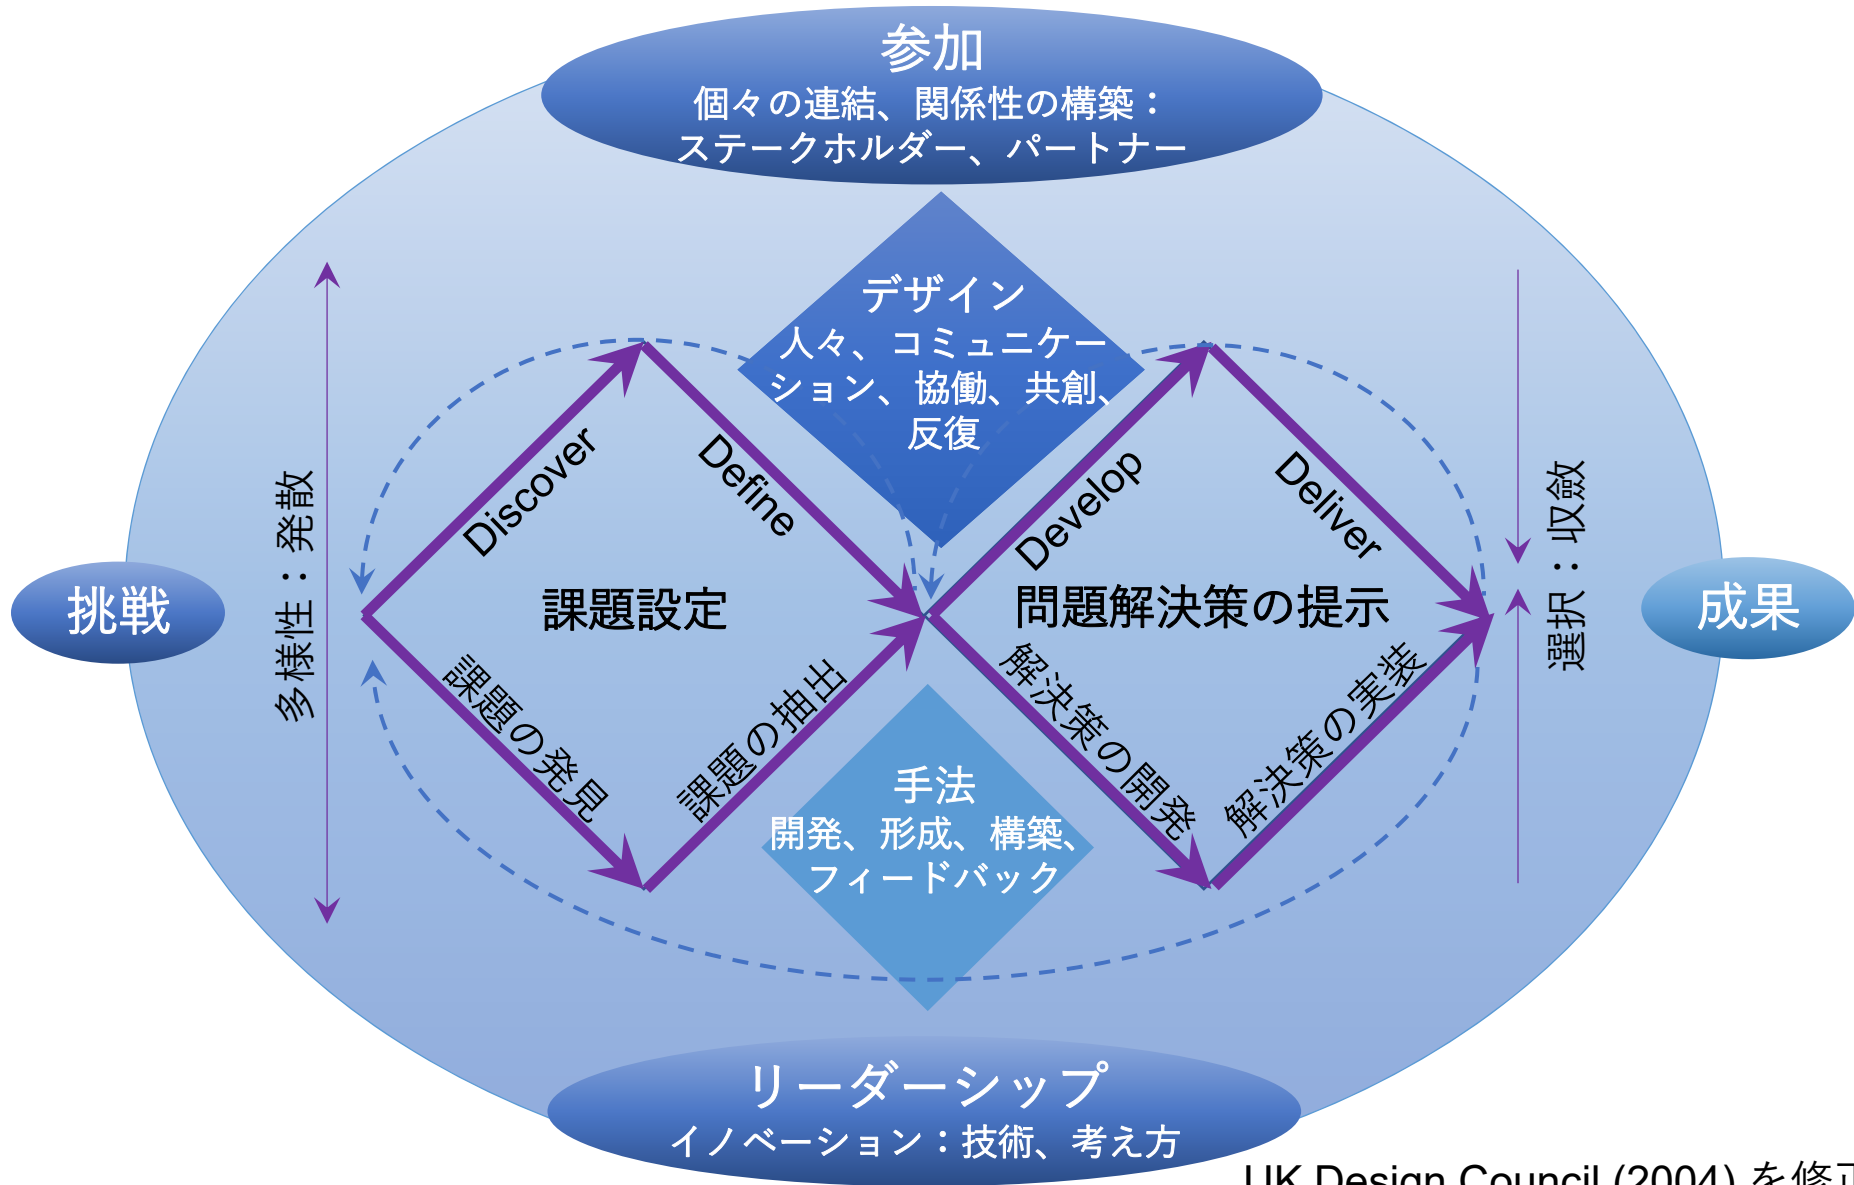 参加
個々の連結、関係性の構築：
ステークホルダー、パートナー
デザイン
人々、コミュニケー
ション、協働、共創、
反復
Discover
Define
Develop
Deliver
多様性：発散
選択：収斂
挑戦
課題設定
問題解決策の提示
成果
課題の発見
課題の抽出
解決策の開発
解決策の実装
手法
開発、形成、構築、
フィードバック
リーダーシップ
イノベーション：技術、考え方
UK Design Council (2004) を修正